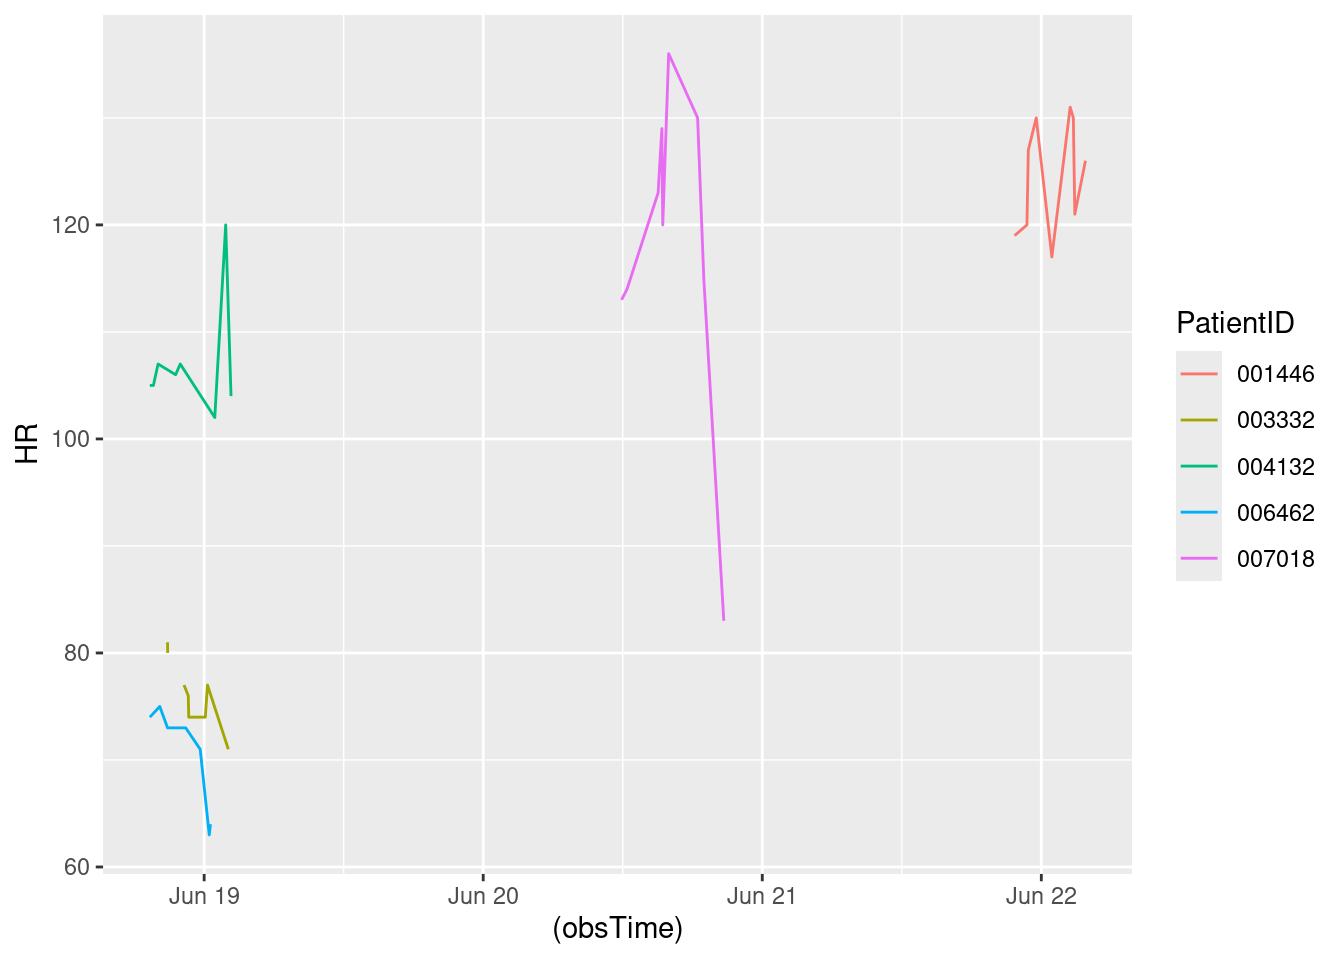 HR
120
100
80
60
Jun 19
Jun 20
Jun 21
Jun 22
(obsTime)
PatientID
001446
003332
004132
006462
007018